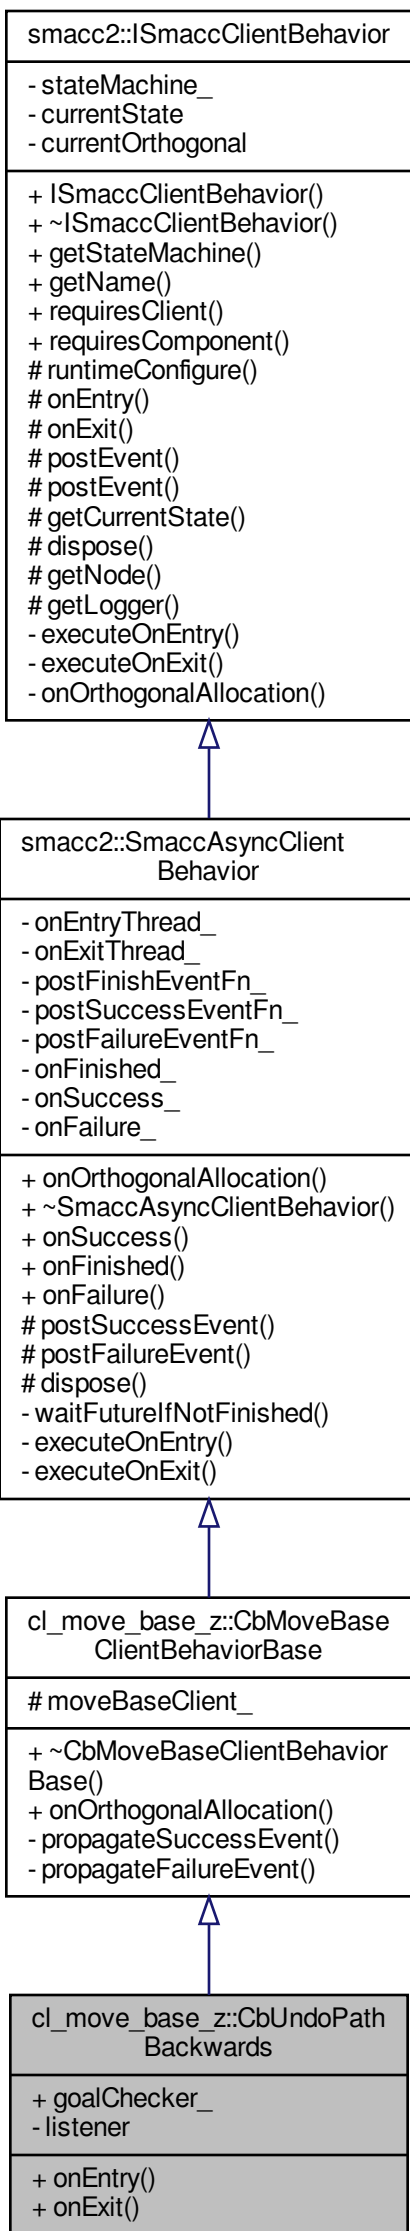 smacc2::ISmaccClientBehavior
- stateMachine_
- currentState
- currentOrthogonal
+ ISmaccClientBehavior()
+ ~ISmaccClientBehavior()
+ getStateMachine()
+ getName()
+ requiresClient()
+ requiresComponent()
# runtimeConfigure()
# onEntry()
# onExit()
# postEvent()
# postEvent()
# getCurrentState()
# dispose()
# getNode()
# getLogger()
- executeOnEntry()
- executeOnExit()
- onOrthogonalAllocation()
smacc2::SmaccAsyncClient
Behavior
- onEntryThread_
- onExitThread_
- postFinishEventFn_
- postSuccessEventFn_
- postFailureEventFn_
- onFinished_
- onSuccess_
- onFailure_
+ onOrthogonalAllocation()
+ ~SmaccAsyncClientBehavior()
+ onSuccess()
+ onFinished()
+ onFailure()
# postSuccessEvent()
# postFailureEvent()
# dispose()
- waitFutureIfNotFinished()
- executeOnEntry()
- executeOnExit()
cl_move_base_z::CbMoveBase
ClientBehaviorBase
# moveBaseClient_
+ ~CbMoveBaseClientBehavior
Base()
+ onOrthogonalAllocation()
- propagateSuccessEvent()
- propagateFailureEvent()
cl_move_base_z::CbUndoPath
Backwards
+ goalChecker_
- listener
+ onEntry()
+ onExit()